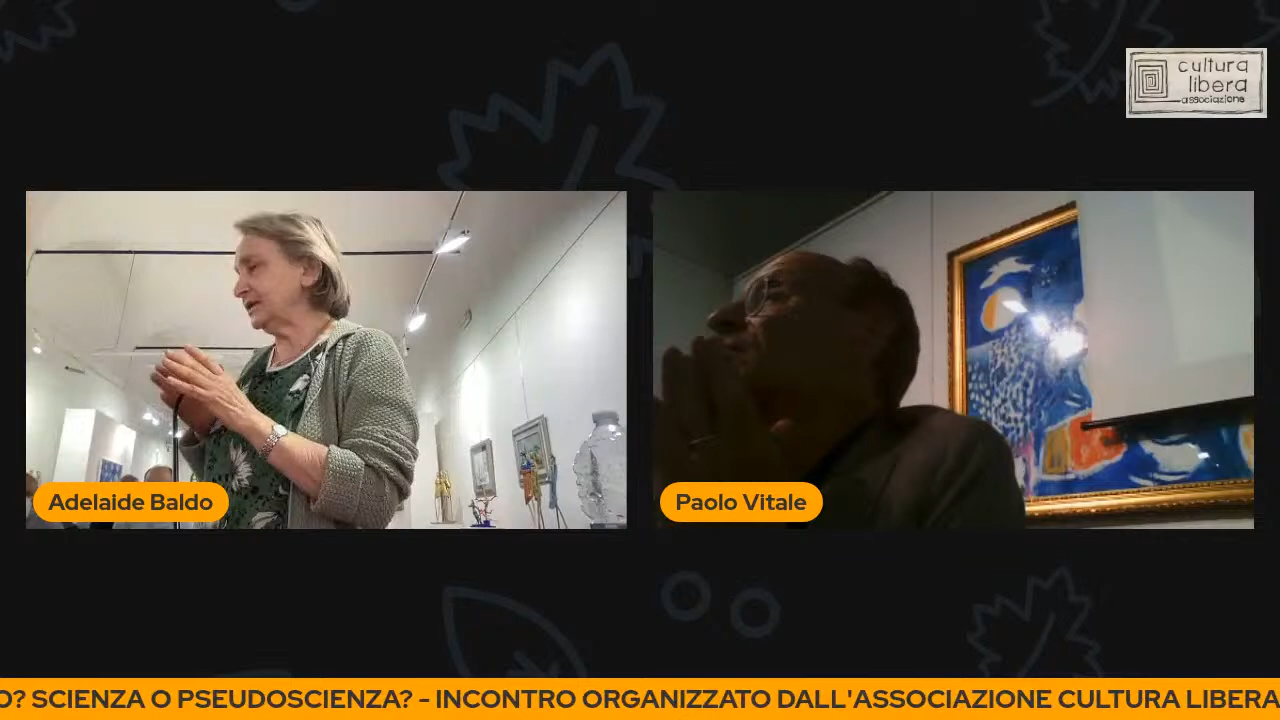 cultura
libera
associazione
Adelaide Baldo
Paolo Vitale
O? SCIENZA O PSEUDOSCIENZA? - INCONTRO ORGANIZZATO DALL'ASSOCIAZIONE CULTURA LIBERA